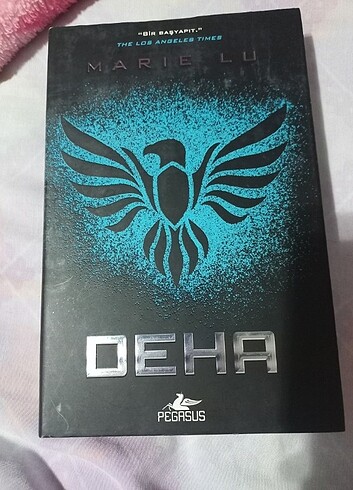 "BİR BAŞYAPIT."
THE LOS ANGELES TIMES
MARIE LU
DEHA
PEGASUS